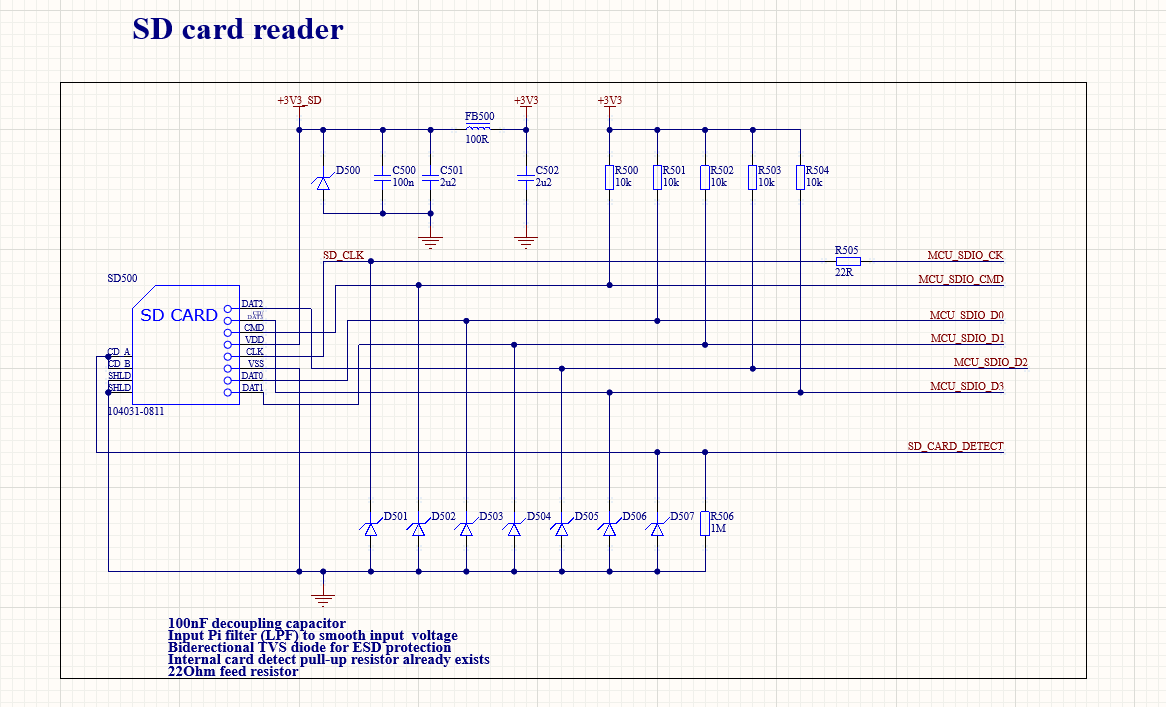 SD card reader
+3V3_SD
+3V3
+3V3
FB500
100R
D500
C500
100n
C501
2u2
C502
2u2
R500
10k
R501
10k
R502
10k
R503
10k
R504
10k
SD_CLK
R505
22R
MCU_SDIO_CK
MCU_SDIO_CMD
MCU_SDIO_D0
MCU_SDIO_D1
MCU_SDIO_D2
MCU_SDIO_D3
SD_CARD_DETECT
SD500
SD CARD
DAT2
CD/
DAT3
CMD
VDD
CLK
VSS
DAT0
DAT1
CD_A
CD_B
SHLD
SHLD
104031-0811
D501
D502
D503
D504
D505
D506
D507
R506
1M
100nF decoupling capacitor
Input Pi filter (LPF) to smooth input  voltage
Biderectional TVS diode for ESD protection
Internal card detect pull-up resistor already exists
22Ohm feed resistor